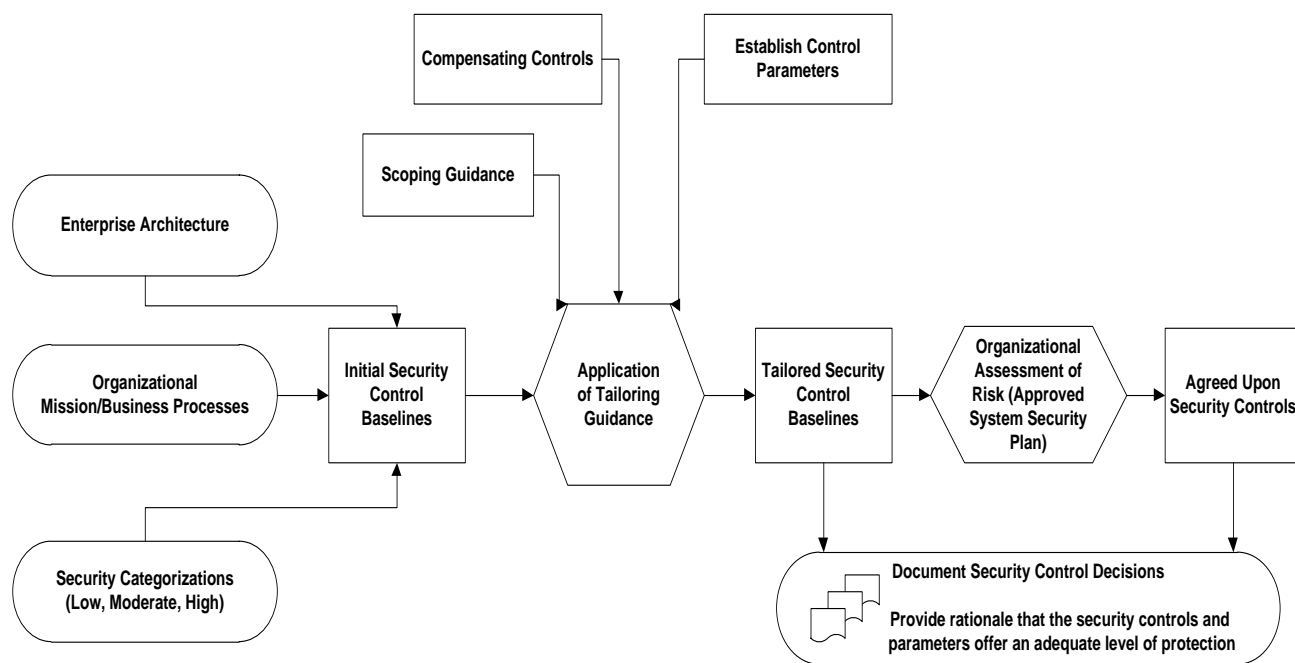 Compensating Controls
Establish Control
Parameters
Scoping Guidance
Enterprise Architecture
Organizational
Mission/Business Processes
Security Categorizations
(Low, Moderate, High)
Initial Security
Control
Baselines
Application
of Tailoring
Guidance
Tailored Security
Control
Baselines
Organizational
Assessment of
Risk (Approved
System Security
Plan)
Agreed Upon
Security Controls
Document Security Control Decisions
Provide rationale that the security controls and
parameters offer an adequate level of protection